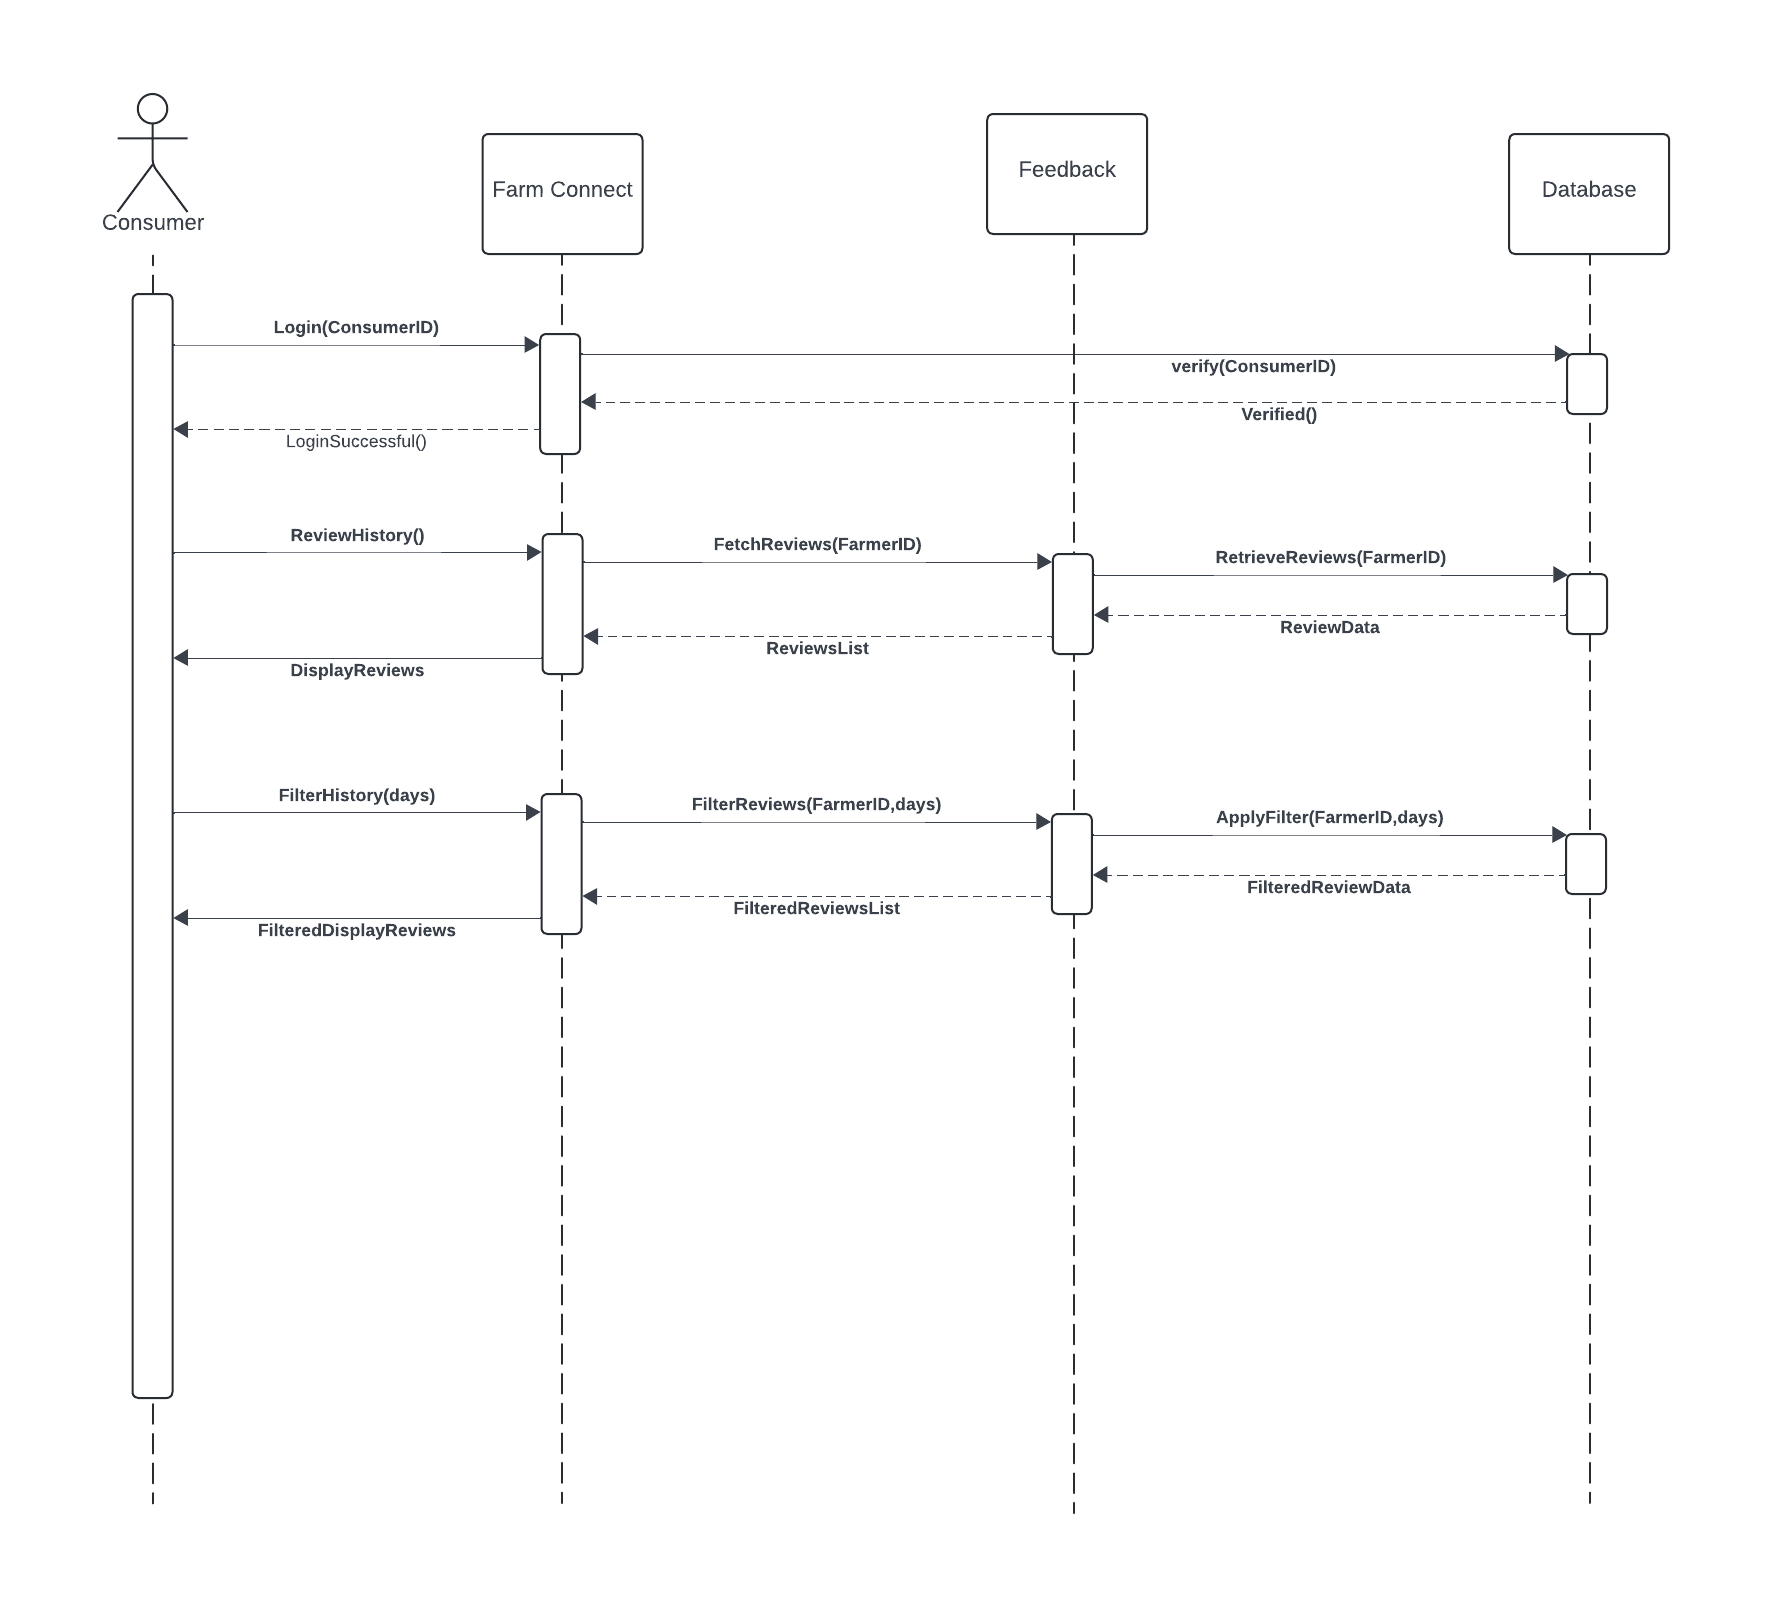 Consumer
Farm Connect
Feedback
Database
Login(ConsumerID)
verify(ConsumerID)
Verified()
LoginSuccessful()
ReviewHistory()
FetchReviews(FarmerID)
RetrieveReviews(FarmerID)
ReviewData
ReviewsList
DisplayReviews
FilterHistory(days)
FilterReviews(FarmerID,days)
ApplyFilter(FarmerID,days)
FilteredReviewData
FilteredReviewsList
FilteredDisplayReviews